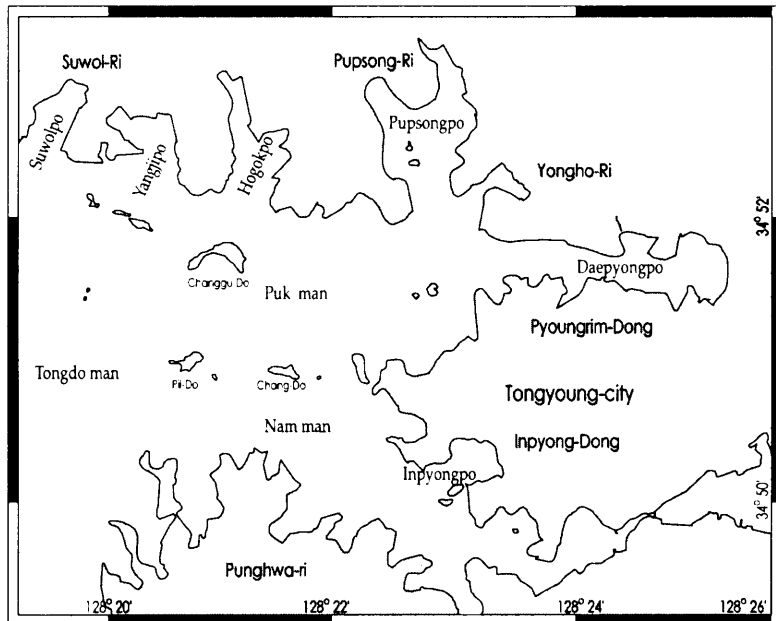 Suwol-Ri
Pupsong-Ri
Suwolpo
Yangjipo
Hogokpo
Pupsongpo
Yongho-Ri
34° 52'
Changgu Do
Daepyongpo
Puk man
Pyoungrim-Dong
Tongdo man
Pil-Do
Chang-Do
Tongyoung-city
Nam man
Inpyong-Dong
Inpyongpo
34° 50'
Punghwa-ri
128° 20'
128° 22'
128° 24'
128° 26'